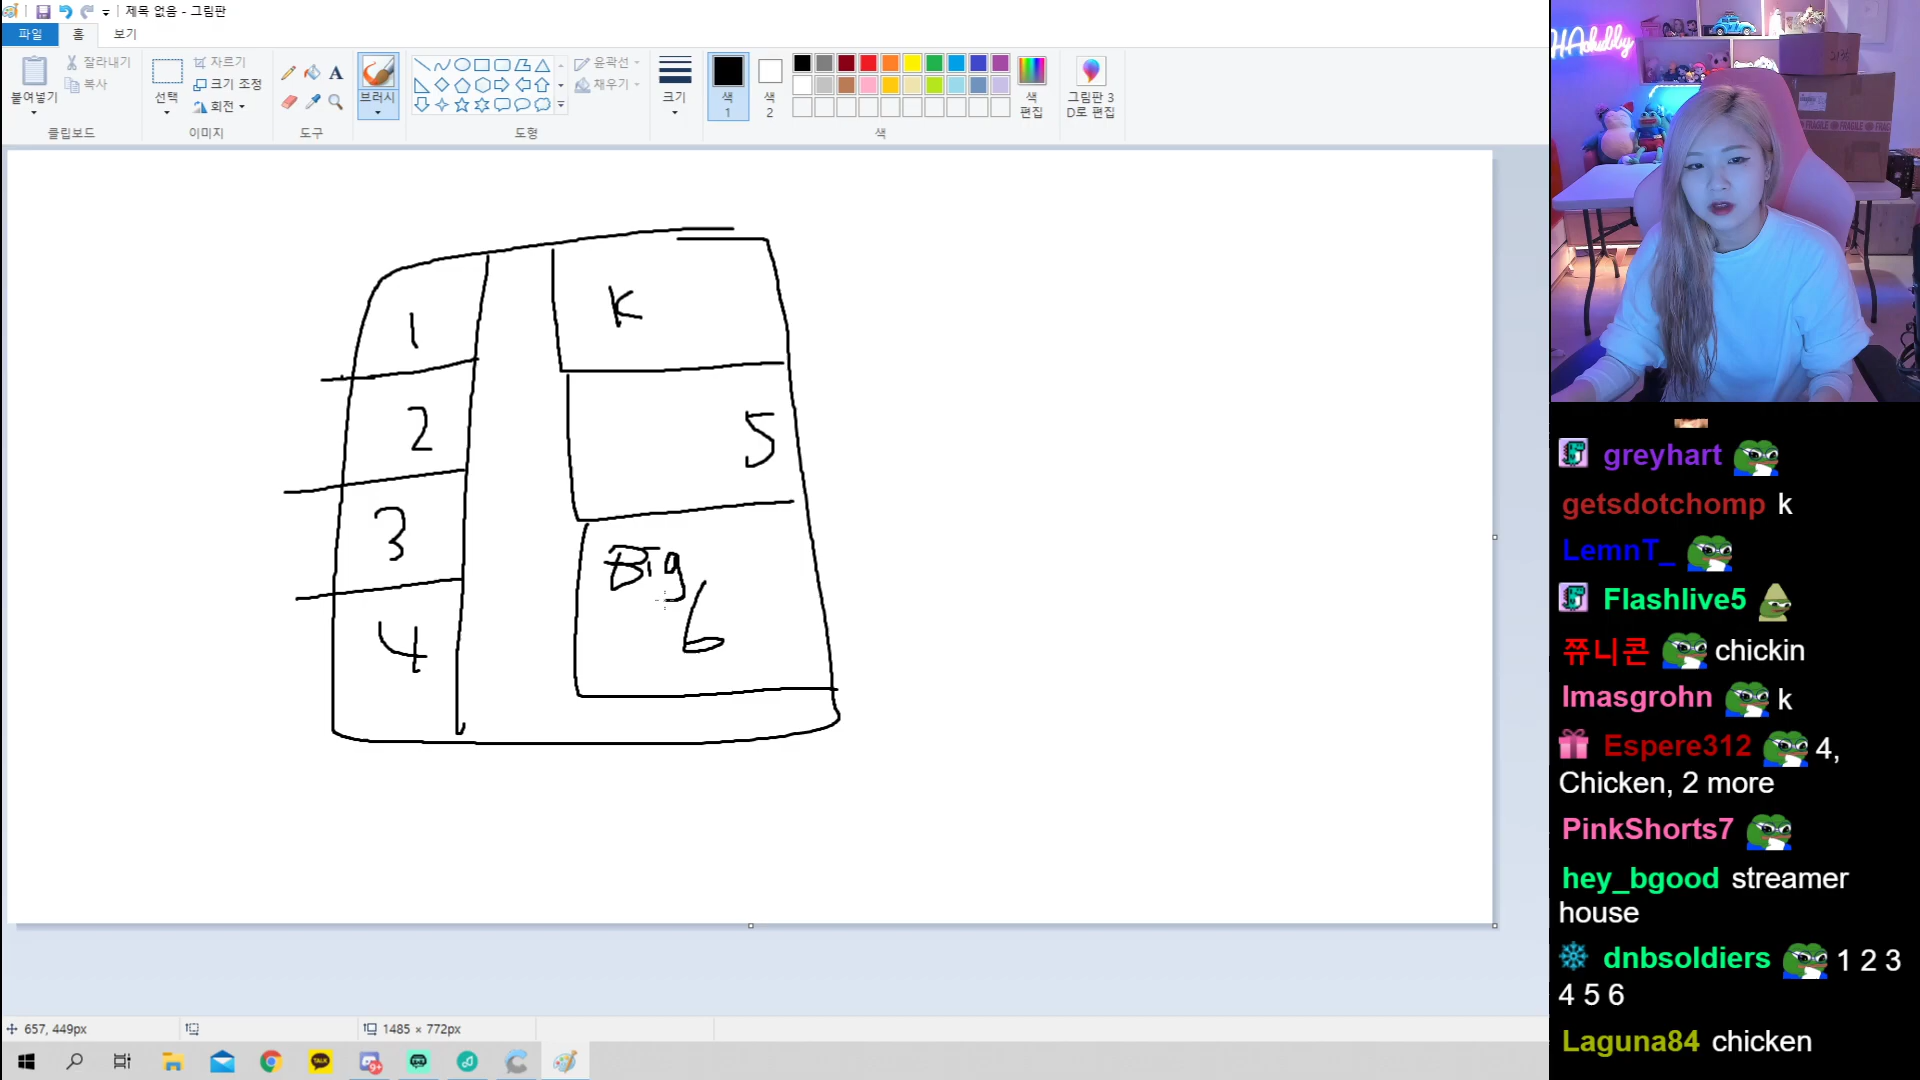 제목 없음 - 그림판
파일 홈 보기
붙여넣기
잘라내기
복사
클립보드
선택
자르기
크기 조정
회전
이미지
A
도구
브러시
윤곽선
채우기
도형
크기
색 1
색 2
색 편집
색
그림판 3D로 편집
1
2
3
4
K
5
Big
6
657, 449px
1485 × 772px
FRAGILE
HAchubby
greyhart
getsdotchomp k
LemnT_
Flashlive5
쮸니콘 chickin
Imasgrohn k
Espere312 4,
Chicken, 2 more
PinkShorts7
hey_bgood streamer
house
dnbsoldiers 1 2 3
4 5 6
Laguna84 chicken
TALK
9+